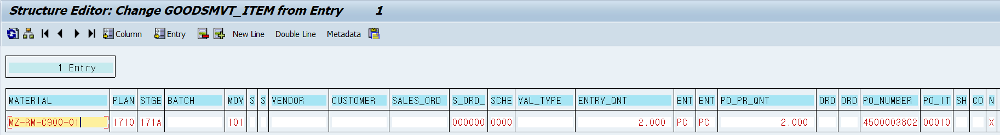 Structure Editor: Change GOODSMVT_ITEM from Entry 1
Column Entry New Line Double Line Metadata
1 Entry
MATERIAL PLAN STGE BATCH MOV S S VENDOR CUSTOMER SALES_ORD S_ORD_ SCHE VAL_TYPE ENTRY_QNT ENT ENT PO_PR_QNT ORD ORD PO_NUMBER PO_IT SH CO N
MZ-RM-C900-01 1710 171A 101 000000 0000 2.000 PC PC 2.000 4500003802 00010 X